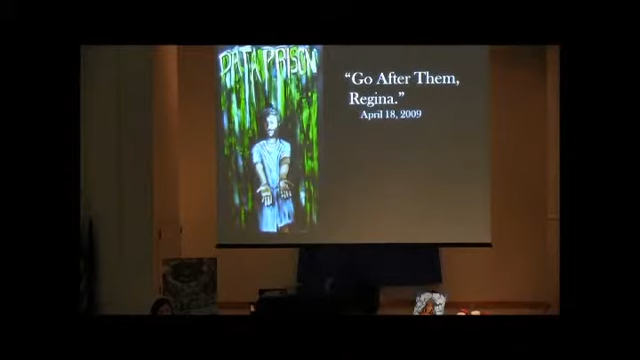 DATA PRISON
“Go After Them,
Regina.”
April 18, 2009